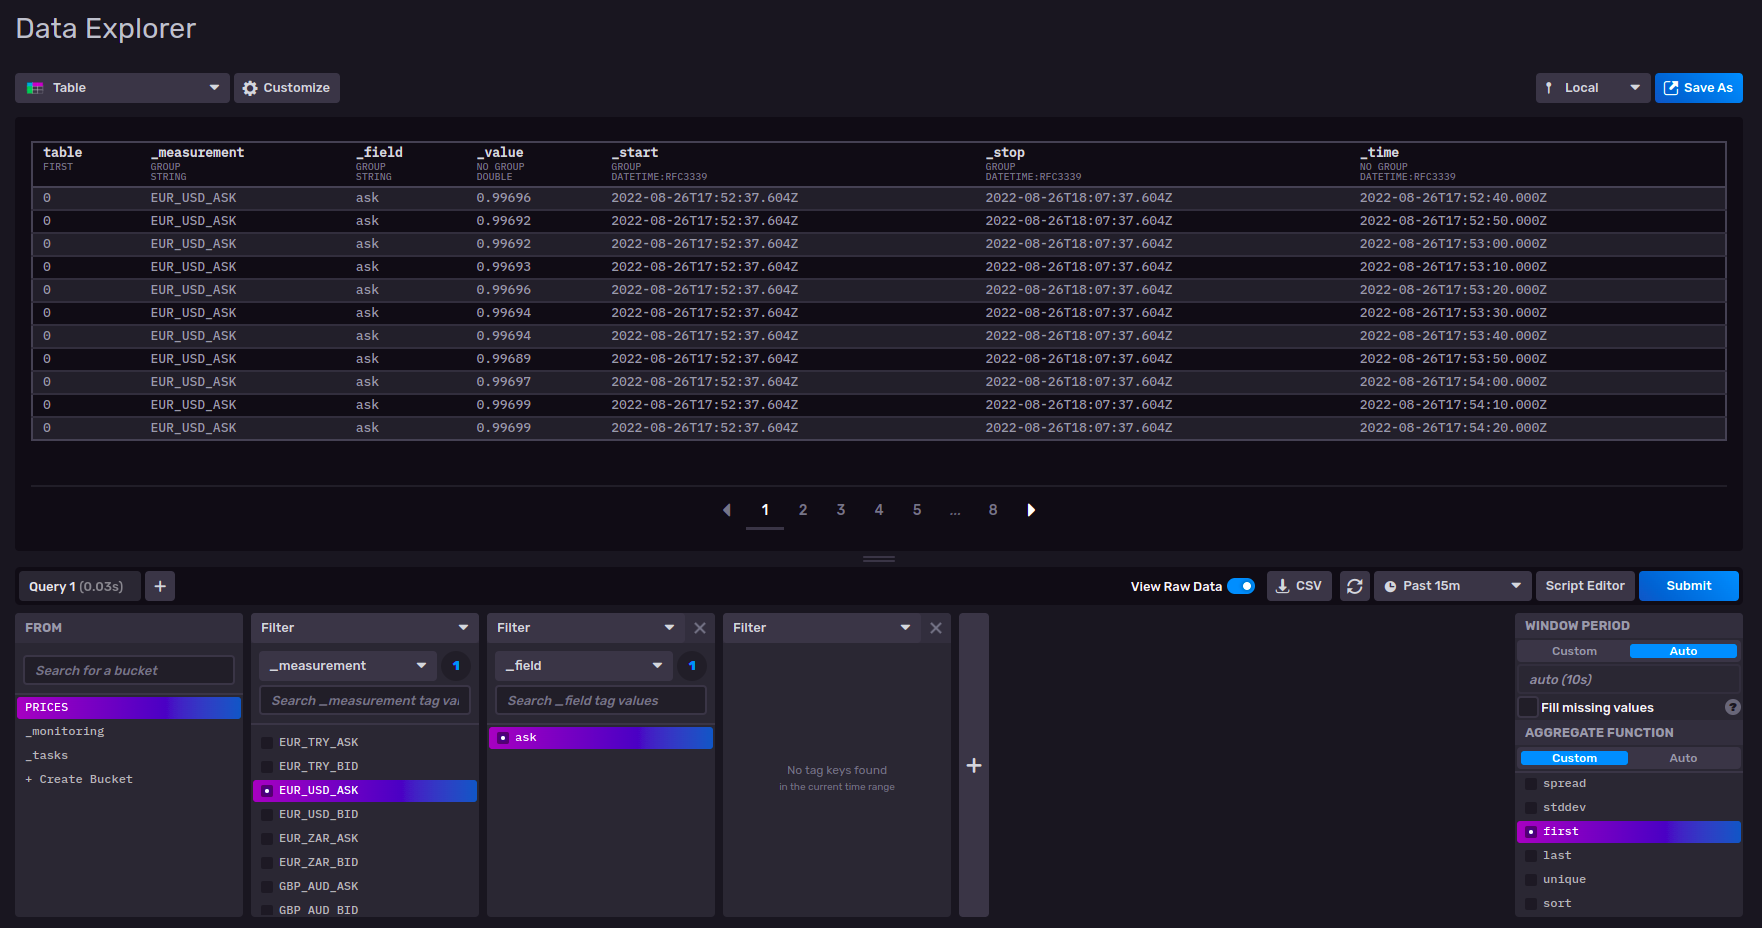 Data Explorer
Table
Customize
Local
Save As
table _measurement _field _value _start _stop _time
FIRST GROUP GROUP NO GROUP GROUP GROUP NO GROUP
STRING STRING DOUBLE DATETIME:RFC3339 DATETIME:RFC3339 DATETIME:RFC3339
0 EUR_USD_ASK ask 0.99696 2022-08-26T17:52:37.604Z 2022-08-26T18:07:37.604Z 2022-08-26T17:52:40.000Z
0 EUR_USD_ASK ask 0.99692 2022-08-26T17:52:37.604Z 2022-08-26T18:07:37.604Z 2022-08-26T17:52:50.000Z
0 EUR_USD_ASK ask 0.99692 2022-08-26T17:52:37.604Z 2022-08-26T18:07:37.604Z 2022-08-26T17:53:00.000Z
0 EUR_USD_ASK ask 0.99693 2022-08-26T17:52:37.604Z 2022-08-26T18:07:37.604Z 2022-08-26T17:53:10.000Z
0 EUR_USD_ASK ask 0.99696 2022-08-26T17:52:37.604Z 2022-08-26T18:07:37.604Z 2022-08-26T17:53:20.000Z
0 EUR_USD_ASK ask 0.99694 2022-08-26T17:52:37.604Z 2022-08-26T18:07:37.604Z 2022-08-26T17:53:30.000Z
0 EUR_USD_ASK ask 0.99694 2022-08-26T17:52:37.604Z 2022-08-26T18:07:37.604Z 2022-08-26T17:53:40.000Z
0 EUR_USD_ASK ask 0.99689 2022-08-26T17:52:37.604Z 2022-08-26T18:07:37.604Z 2022-08-26T17:53:50.000Z
0 EUR_USD_ASK ask 0.99697 2022-08-26T17:52:37.604Z 2022-08-26T18:07:37.604Z 2022-08-26T17:54:00.000Z
0 EUR_USD_ASK ask 0.99699 2022-08-26T17:52:37.604Z 2022-08-26T18:07:37.604Z 2022-08-26T17:54:10.000Z
0 EUR_USD_ASK ask 0.99699 2022-08-26T17:52:37.604Z 2022-08-26T18:07:37.604Z 2022-08-26T17:54:20.000Z
1 2 3 4 5 ... 8
Query 1 (0.03s)
+
View Raw Data
CSV
Past 15m
Script Editor
Submit
FROM
Search for a bucket
PRICES
_monitoring
_tasks
+ Create Bucket
Filter
_measurement
1
Search _measurement tag va
EUR_TRY_ASK
EUR_TRY_BID
EUR_USD_ASK
EUR_USD_BID
EUR_ZAR_ASK
EUR_ZAR_BID
GBP_AUD_ASK
GBP_AUD_BID
Filter
_field
1
Search _field tag values
ask
Filter
No tag keys found
in the current time range
+
WINDOW PERIOD
Custom
Auto
auto (10s)
Fill missing values
?
AGGREGATE FUNCTION
Custom
Auto
spread
stddev
first
last
unique
sort